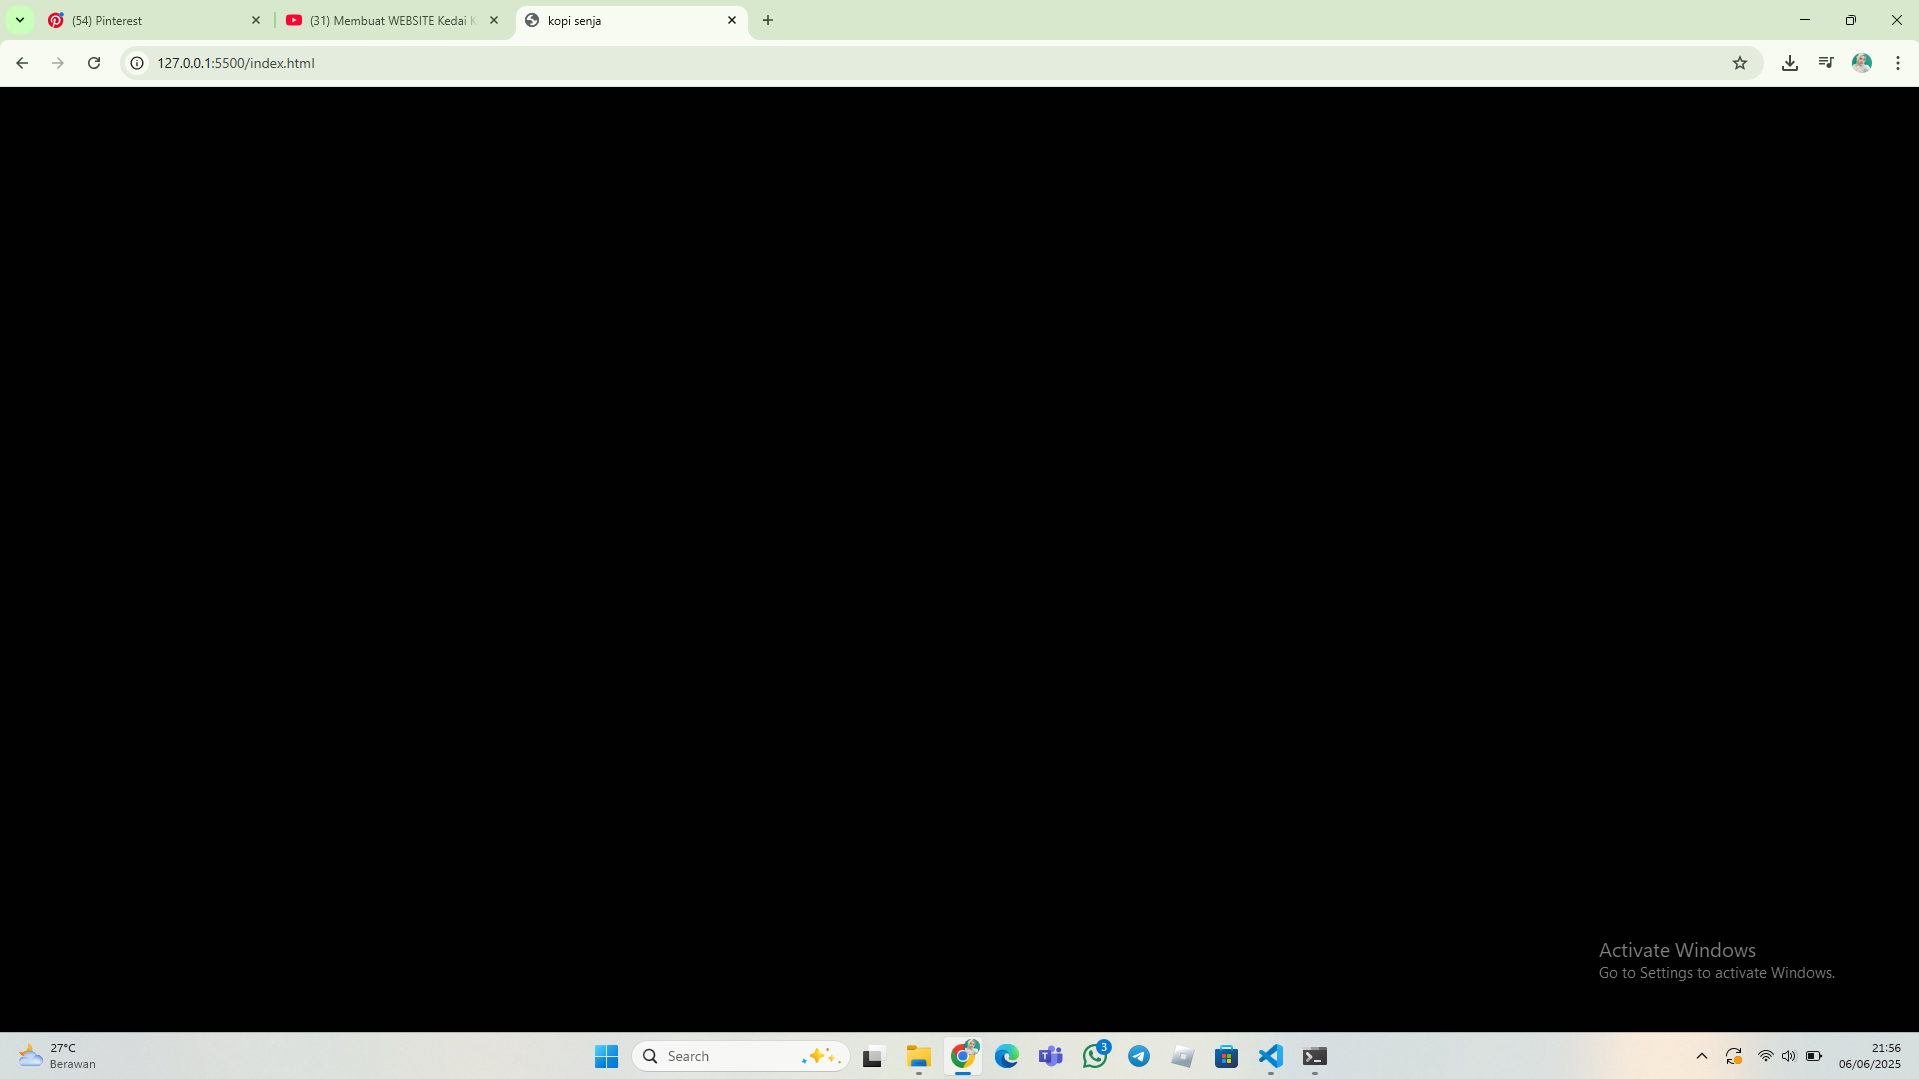 (54) Pinterest
(31) Membuat WEBSITE Kedai K
kopi senja
127.0.0.1:5500/index.html
Activate Windows
Go to Settings to activate Windows.
27°C
Berawan
Search
3
21:56
06/06/2025